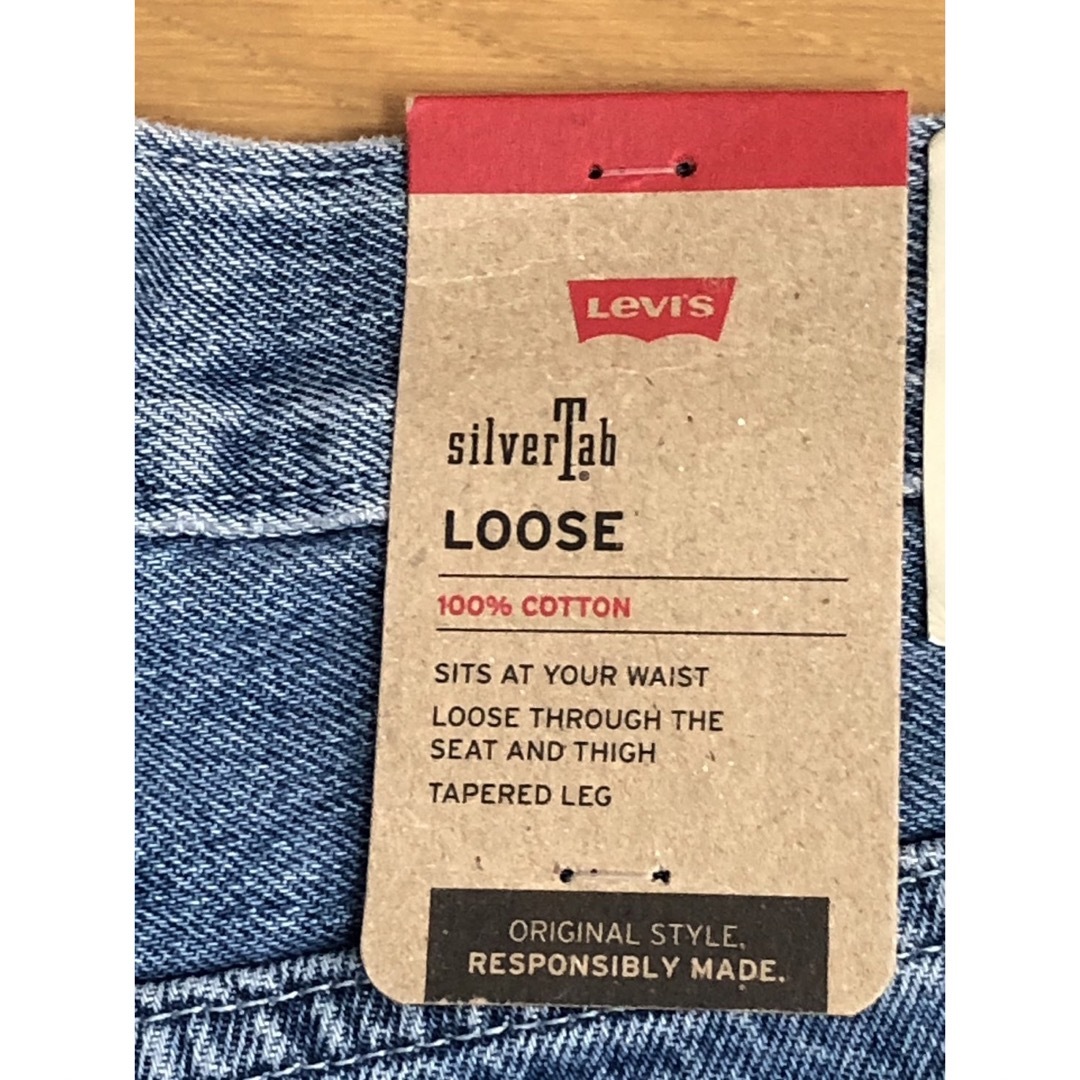 Levi's ®
silverTab®
LOOSE
100% COTTON
SITS AT YOUR WAIST
LOOSE THROUGH THE
SEAT AND THIGH
TAPERED LEG
ORIGINAL STYLE,
RESPONSIBLY MADE.